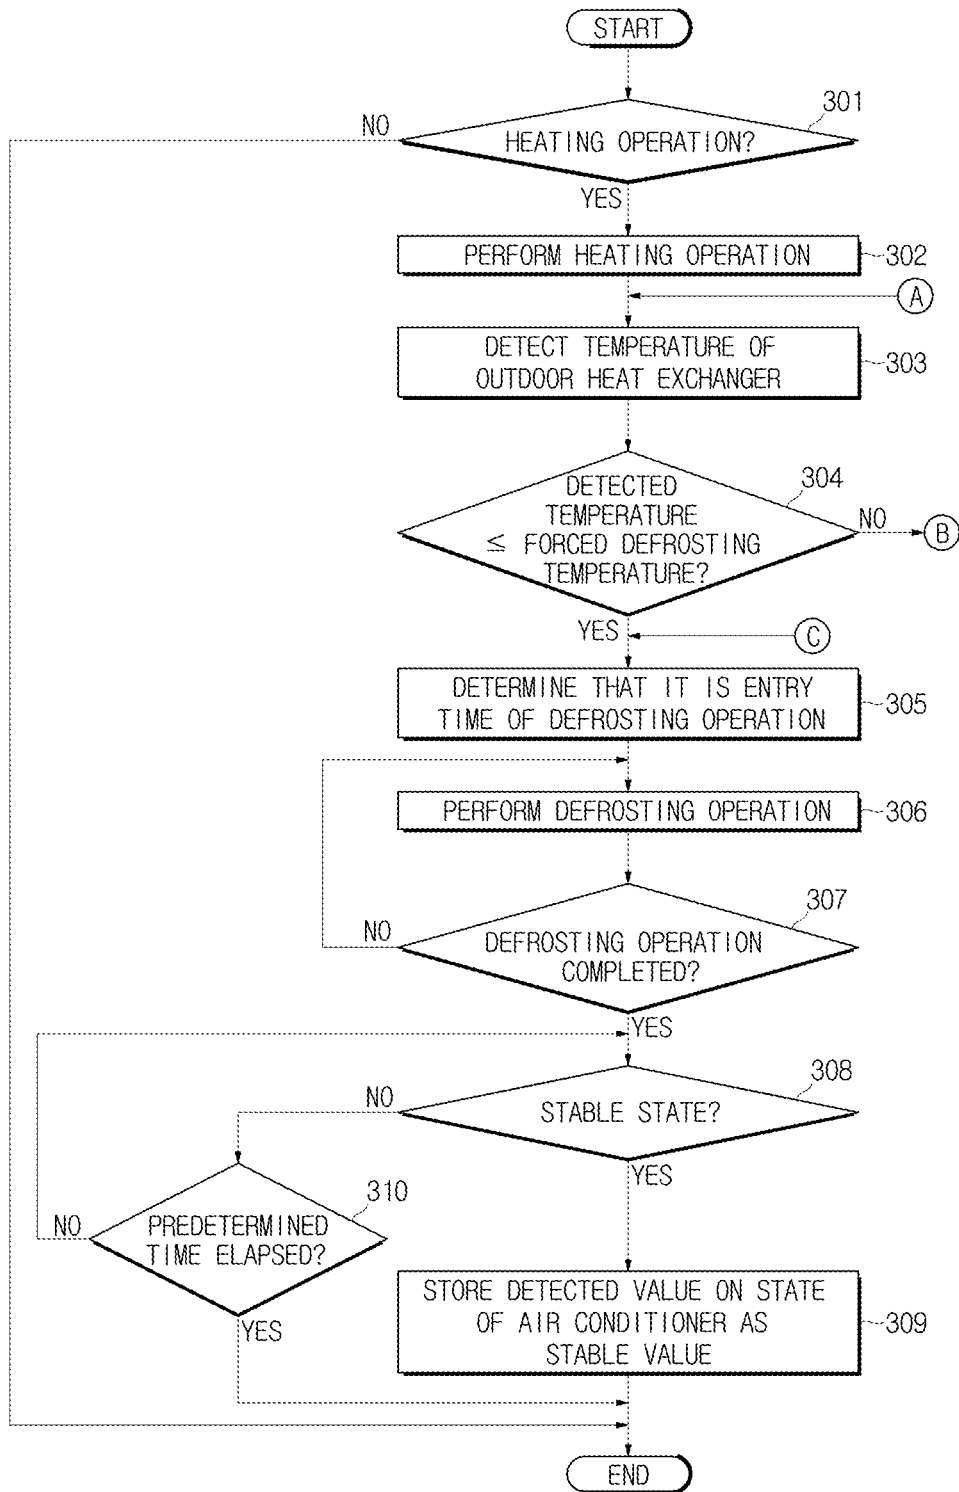 START
301
NO
HEATING OPERATION?
YES
PERFORM HEATING OPERATION
302
A
DETECT TEMPERATURE OF
OUTDOOR HEAT EXCHANGER
303
304
DETECTED
TEMPERATURE
≤ FORCED DEFROSTING
TEMPERATURE?
NO
B
YES
C
DETERMINE THAT IT IS ENTRY
TIME OF DEFROSTING OPERATION
305
PERFORM DEFROSTING OPERATION
306
307
NO
DEFROSTING OPERATION
COMPLETED?
YES
308
NO
STABLE STATE?
YES
310
NO
PREDETERMINED
TIME ELAPSED?
YES
STORE DETECTED VALUE ON STATE
OF AIR CONDITIONER AS
STABLE VALUE
309
END